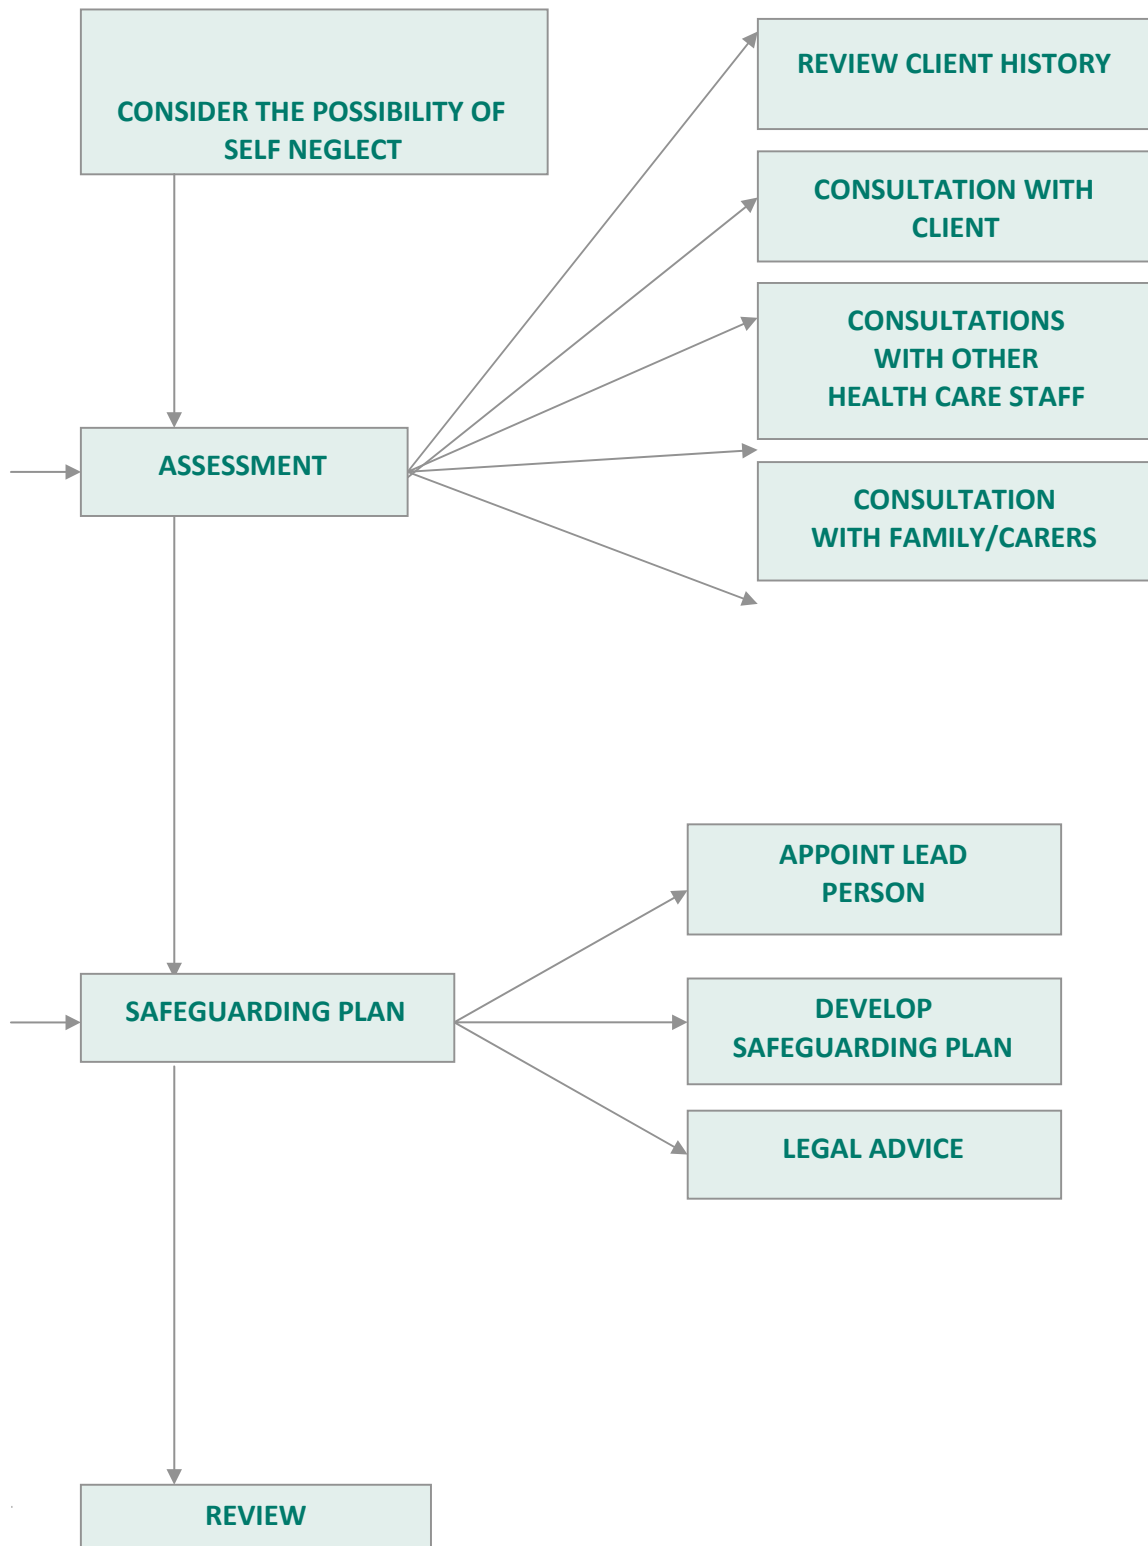 CONSIDER THE POSSIBILITY OF
SELF NEGLECT
REVIEW CLIENT HISTORY
CONSULTATION WITH
CLIENT
CONSULTATIONS
WITH OTHER
HEALTH CARE STAFF
ASSESSMENT
CONSULTATION
WITH FAMILY/CARERS
APPOINT LEAD
PERSON
SAFEGUARDING PLAN
DEVELOP
SAFEGUARDING PLAN
LEGAL ADVICE
REVIEW